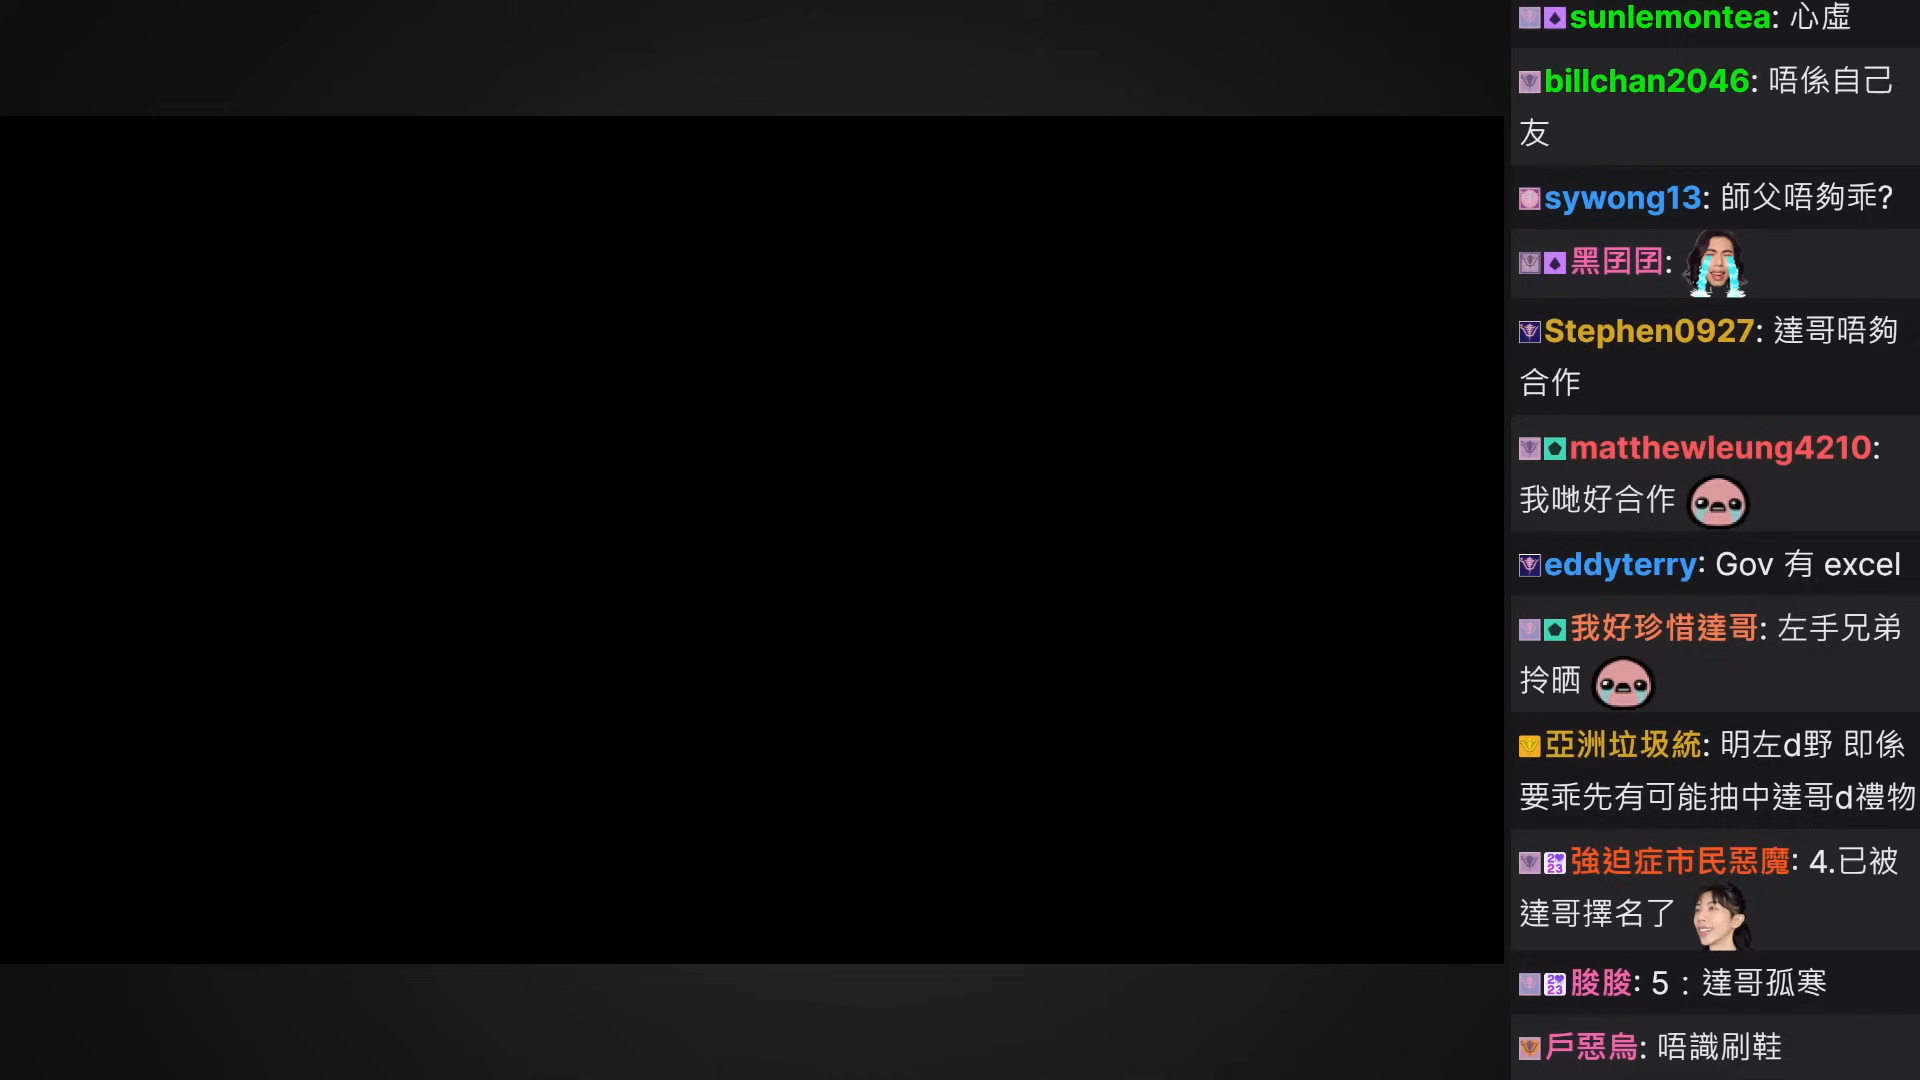 sunlemontea: 心虛
billchan2046: 唔係自己
友
sywong13: 師父唔夠乖?
黑囝囝:
Stephen0927: 達哥唔夠
合作
matthewleung4210:
我哋好合作
eddyterry: Gov 有 excel
我好珍惜達哥: 左手兄弟
拎晒
亞洲垃圾統: 明左d野 即係
要乖先有可能抽中達哥d禮物
強迫症市民惡魔: 4.已被
達哥擇名了
朘朘: 5：達哥孤寒
戶惡鳥: 唔識刷鞋